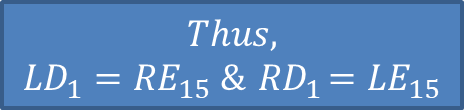 Thus,
LD₁ = RE₁₅ & RD₁ = LE₁₅